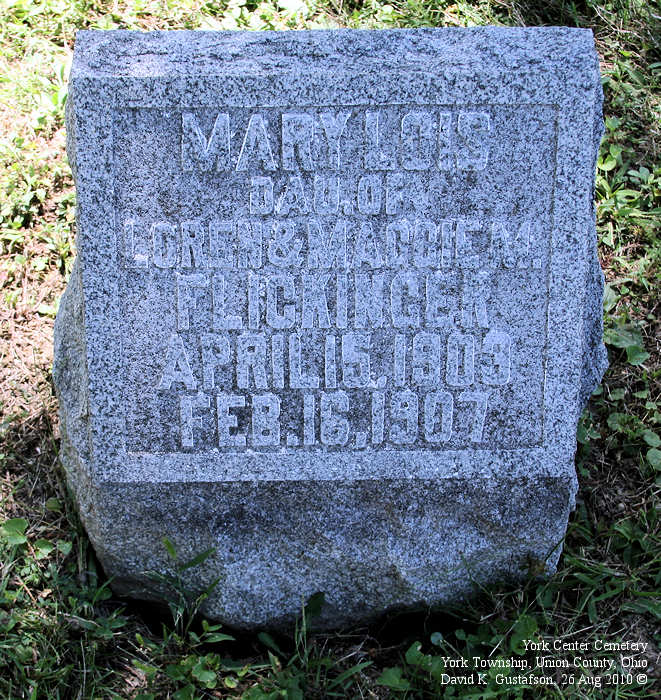 MARY LOIS
DAU. OF
LOREN & MAGGIE M.
FLICKINGER
APRIL 15, 1903
FEB. 16, 1907
York Center Cemetery
York Township, Union County, Ohio
David K. Gustafson, 26 Aug 2010 ©